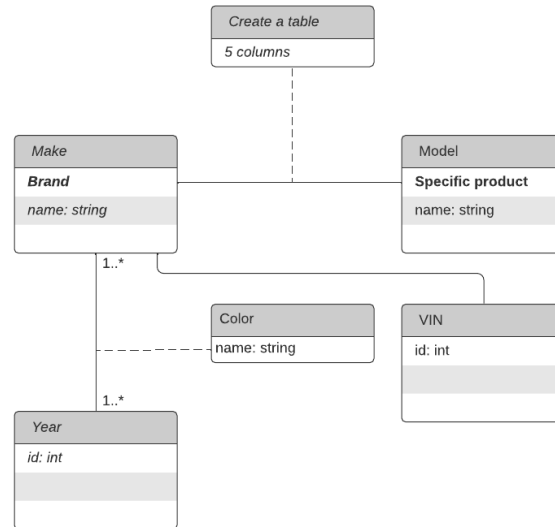 Create a table
5 columns
Make
Brand
name: string
Model
Specific product
name: string
1..*
Color
name: string
VIN
id: int
1..*
Year
id: int